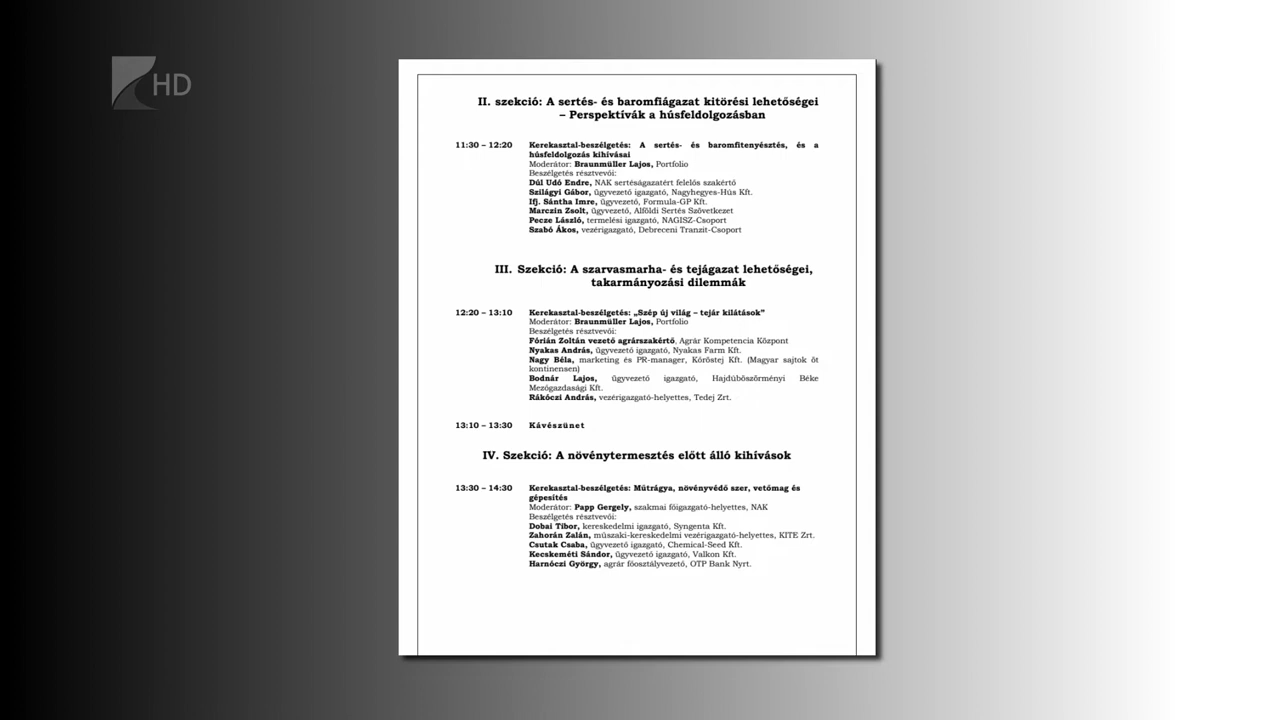 HD
II. szekció: A sertés- és baromfiágazat kitörési lehetőségei
– Perspektívák a húsfeldolgozásban
11:30 – 12:20 Kerekasztal-beszélgetés: A sertés- és baromfitenyésztés, és a
húsfeldolgozás kihívásai
Moderátor: Braunmüller Lajos, Portfolio
Beszélgetés résztvevői:
Dúl Udó Endre, NAK sertéságazatért felelős szakértő
Szilágyi Gábor, ügyvezető igazgató, Nagyhegyes-Hús Kft.
Ifj. Sántha Imre, ügyvezető, Formula-GP Kft.
Marczin Zsolt, ügyvezető, Alföldi Sertés Szövetkezet
Pecze László, termelési igazgató, NAGISZ-Csoport
Szabó Ákos, vezérigazgató, Debreceni Tranzit-Csoport
III. Szekció: A szarvasmarha- és tejágazat lehetőségei,
takarmányozási dilemmák
12:20 – 13:10 Kerekasztal-beszélgetés: „Szép új világ – tejár kilátások”
Moderátor: Braunmüller Lajos, Portfolio
Beszélgetés résztvevői:
Fórián Zoltán vezető agrárszakértő, Agrár Kompetencia Központ
Nyakas András, ügyvezető igazgató, Nyakas Farm Kft.
Nagy Béla, marketing és PR-manager, Kőröstej Kft. (Magyar sajtok öt
kontinensen)
Bodnár Lajos, ügyvezető igazgató, Hajdúböszörményi Béke
Mezőgazdasági Kft.
Rákóczi András, vezérigazgató-helyettes, Tedej Zrt.
13:10 – 13:30 Kávészünet
IV. Szekció: A növénytermesztés előtt álló kihívások
13:30 – 14:30 Kerekasztal-beszélgetés: Műtrágya, növényvédő szer, vetőmag és
gépesítés
Moderátor: Papp Gergely, szakmai főigazgató-helyettes, NAK
Beszélgetés résztvevői:
Dobai Tibor, kereskedelmi igazgató, Syngenta Kft.
Zahorán Zalán, műszaki-kereskedelmi vezérigazgató-helyettes, KITE Zrt.
Csutak Csaba, ügyvezető igazgató, Chemical-Seed Kft.
Kecskeméti Sándor, ügyvezető igazgató, Valkon Kft.
Harnóczi György, agrár főosztályvezető, OTP Bank Nyrt.